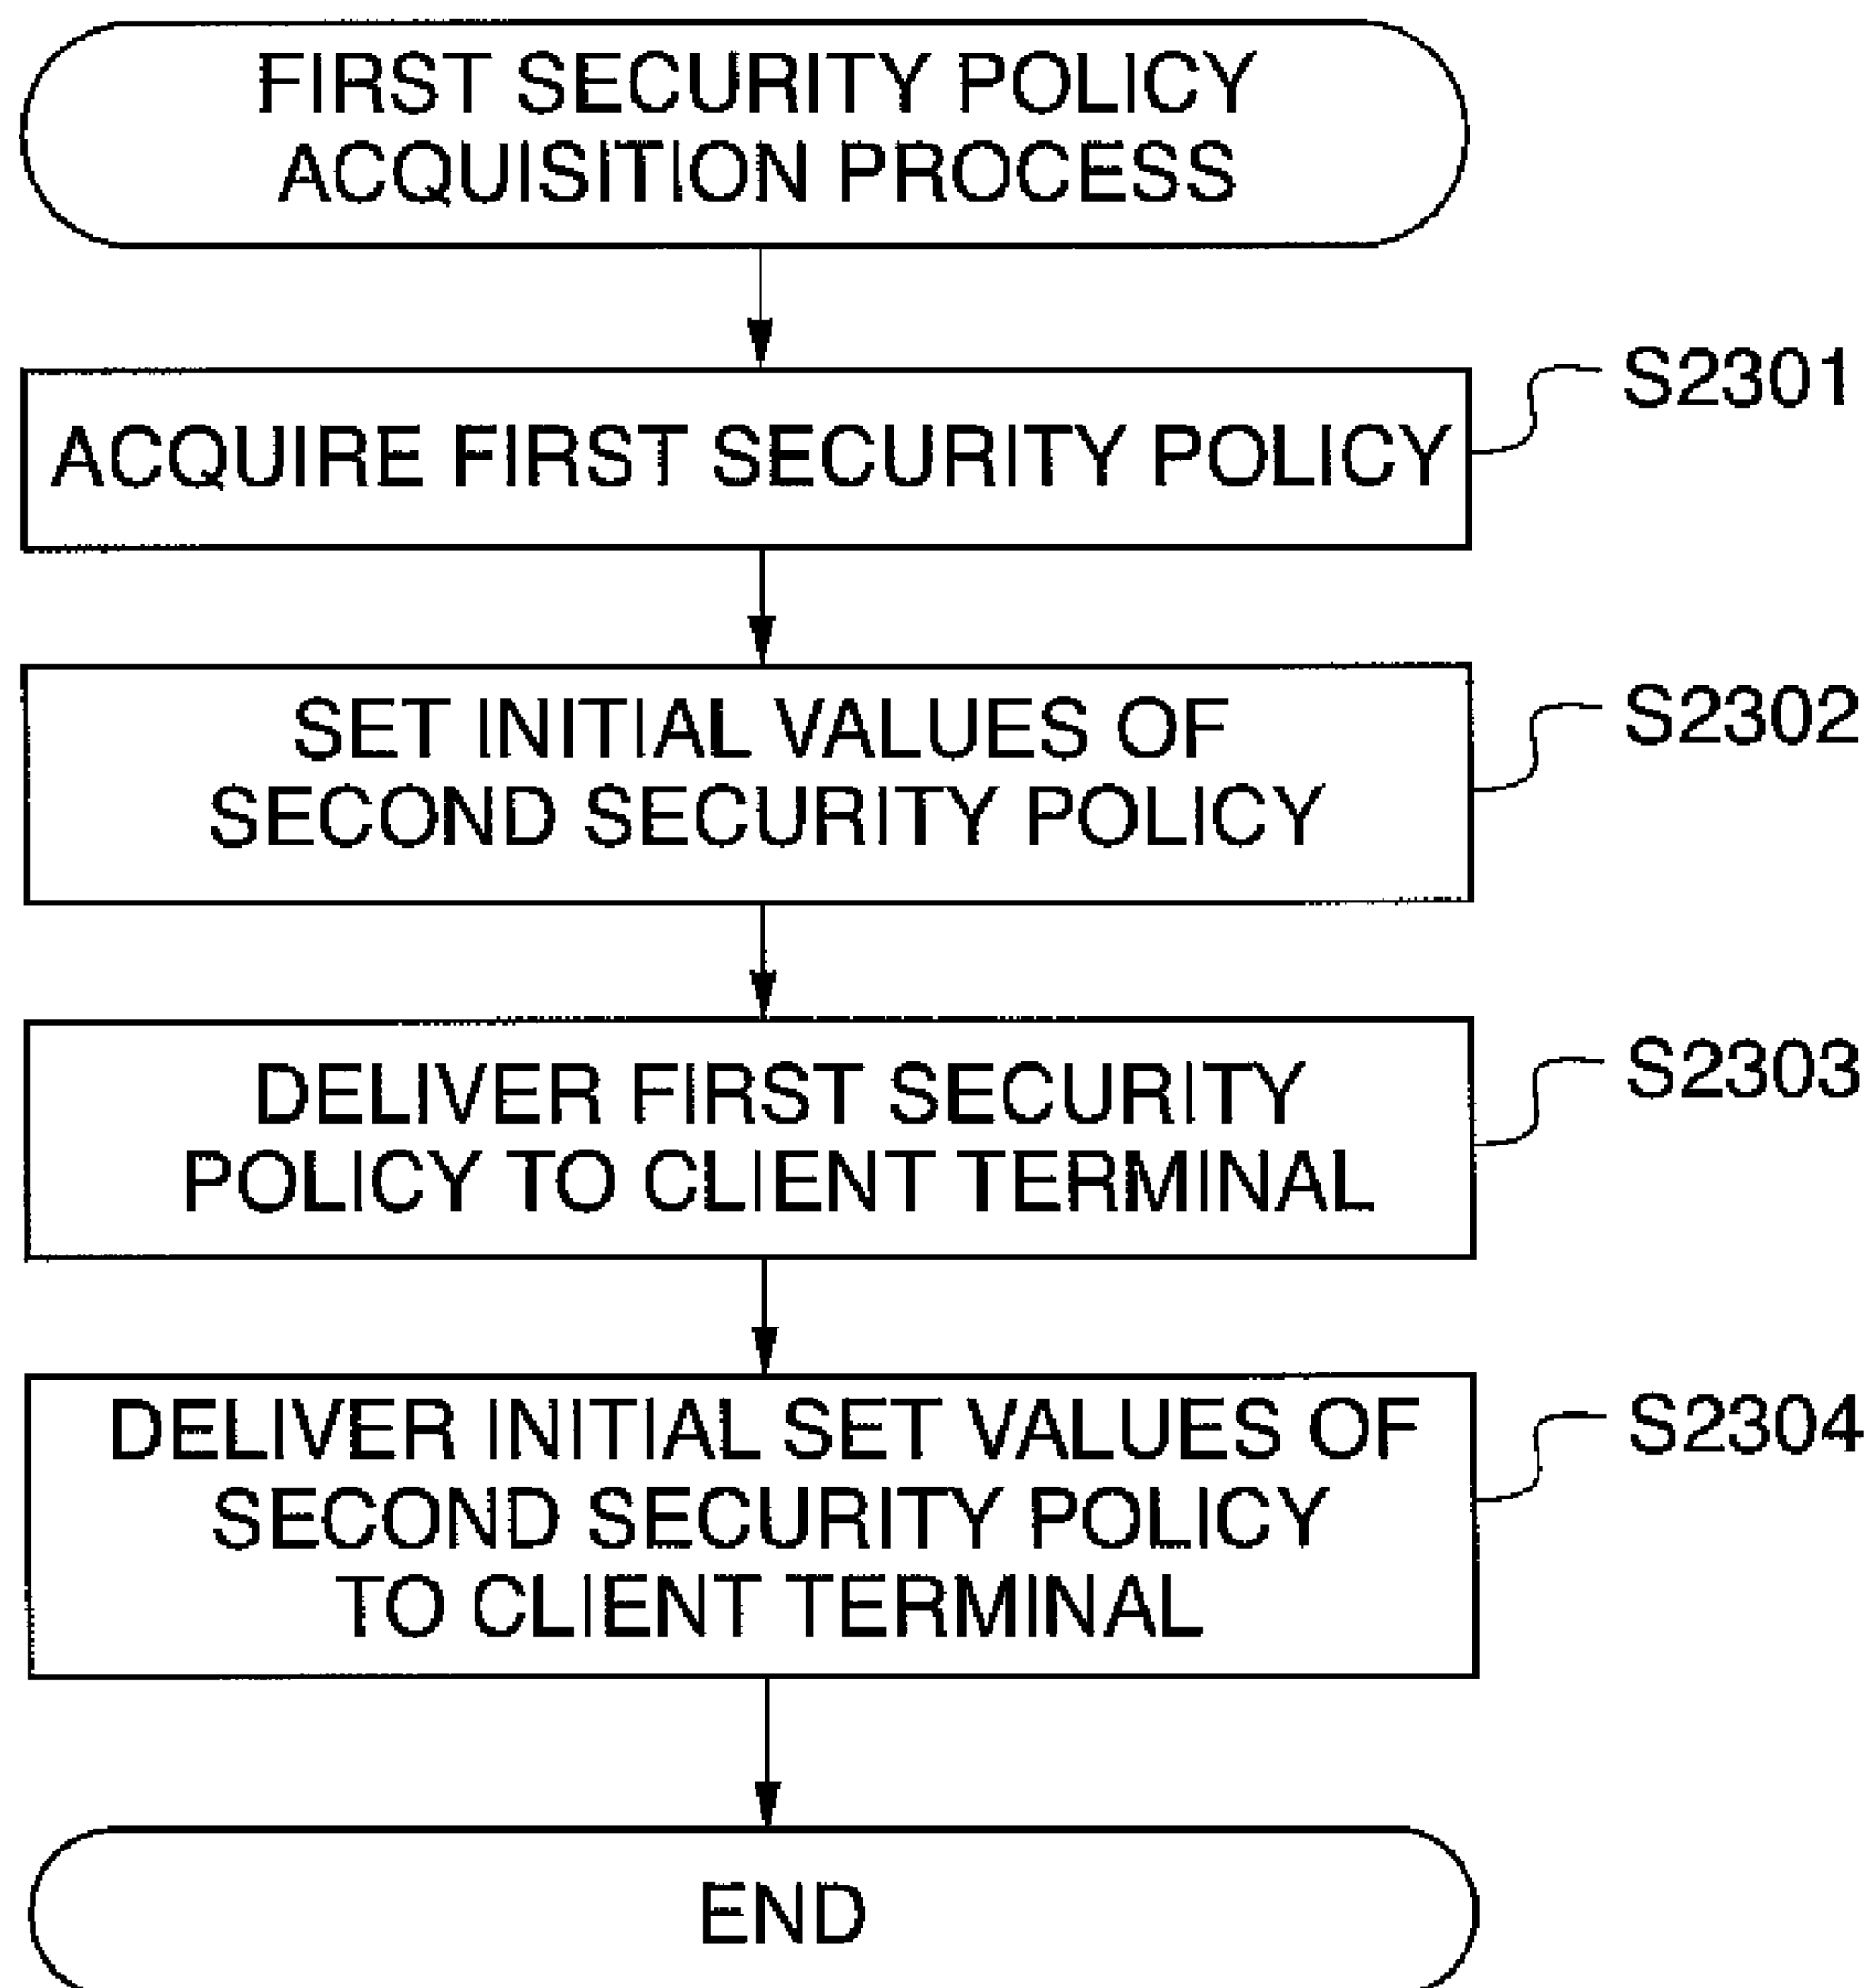 FIRST SECURITY POLICY
ACQUISITION PROCESS
S2301
ACQUIRE FIRST SECURITY POLICY
S2302
SET INITIAL VALUES OF
SECOND SECURITY POLICY
S2303
DELIVER FIRST SECURITY
POLICY TO CLIENT TERMINAL
S2304
DELIVER INITIAL SET VALUES OF
SECOND SECURITY POLICY
TO CLIENT TERMINAL
END